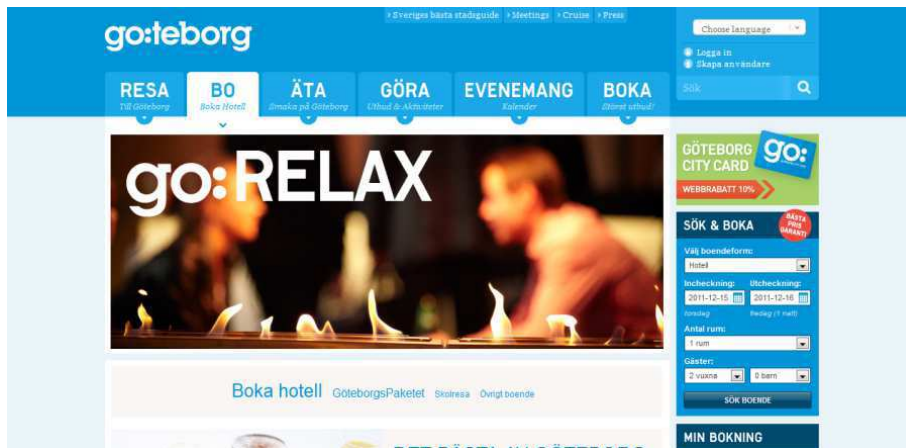 › Sveriges bästa stadsguide › Meetings › Cruise › Press
go:teborg
Choose language
Logga in
Skapa användare
Sök
RESA
Till Göteborg
BO
Boka Hotell
ÄTA
Smaka på Göteborg
GÖRA
Utbud & Aktiviteter
EVENEMANG
Kalender
BOKA
Störst utbud!
go:RELAX
GÖTEBORG
CITY CARD
go:
WEBBRABATT 10%
SÖK & BOKA
BÄSTA
PRIS
GARANTI
Välj boendeform:
Hotell
Incheckning: Utcheckning:
2011-12-15 2011-12-16
torsdag fredag (1 natt)
Antal rum:
1 rum
Gäster:
2 vuxna 0 barn
SÖK BOENDE
Boka hotell GöteborgsPaketet Skolresa Övrigt boende
MIN BOKNING